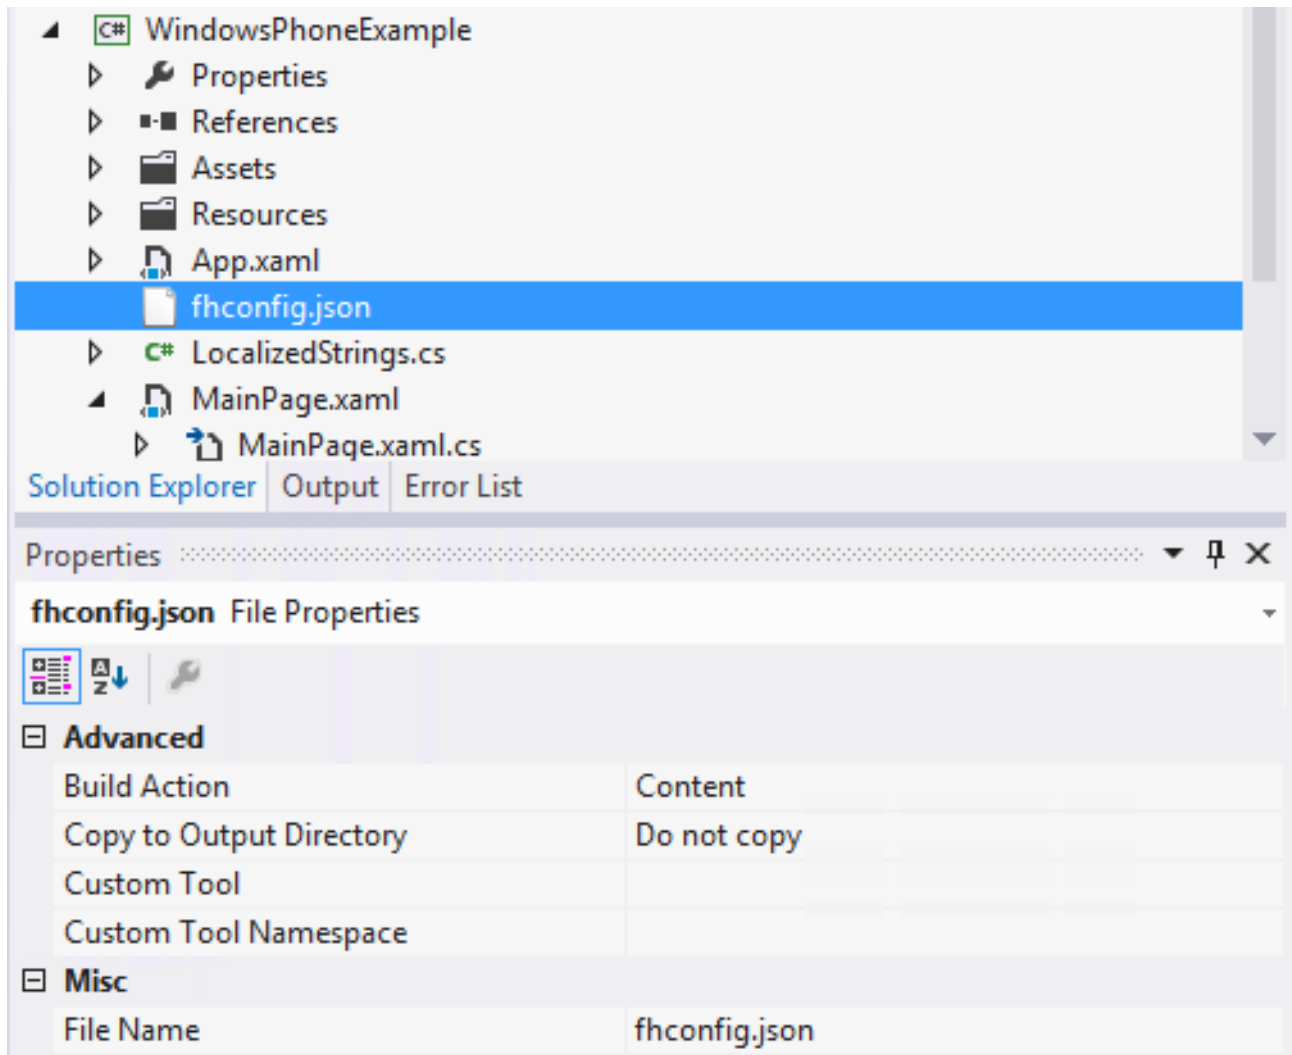 C# WindowsPhoneExample
Properties
References
Assets
Resources
App.xaml
fhconfig.json
C# LocalizedStrings.cs
MainPage.xaml
MainPage.xaml.cs
Solution Explorer Output Error List
Properties
fhconfig.json File Properties
AZ
Advanced
Build Action Content
Copy to Output Directory Do not copy
Custom Tool
Custom Tool Namespace
Misc
File Name fhconfig.json